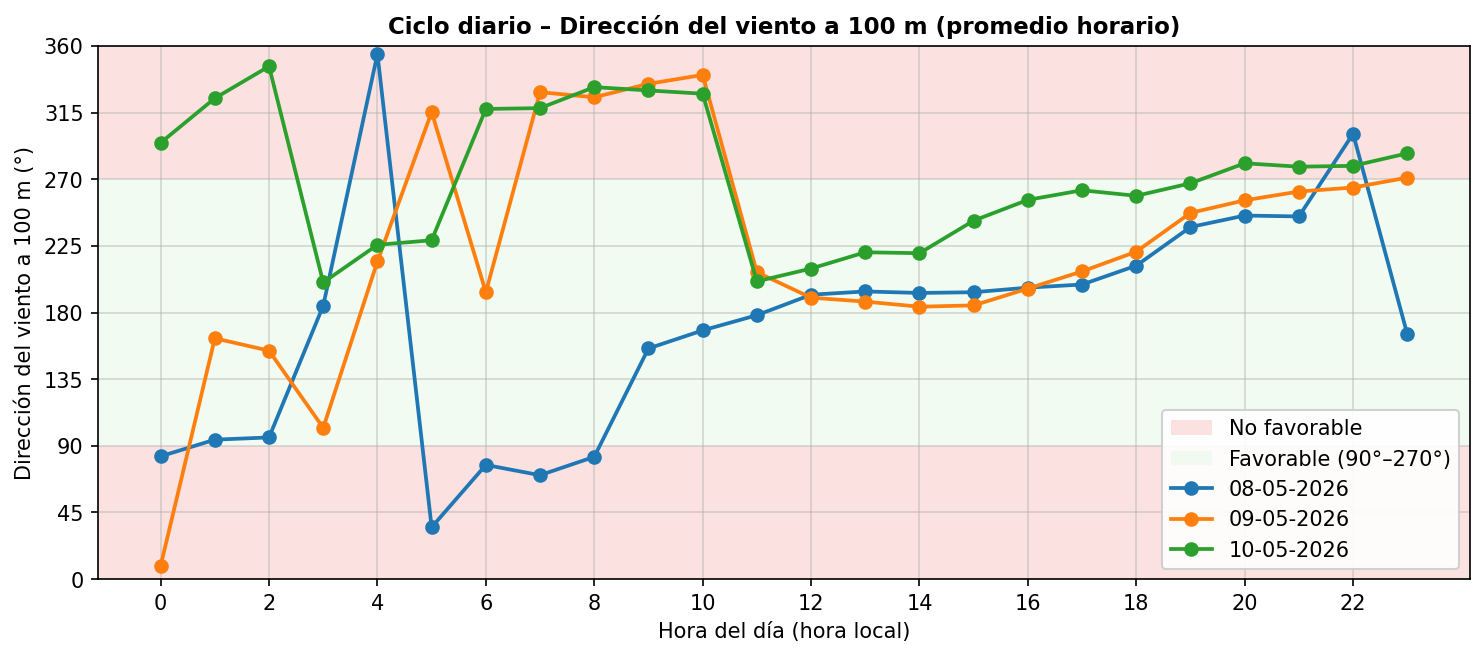 Ciclo diario – Dirección del viento a 100 m (promedio horario)
Dirección del viento a 100 m (°)
360
315
270
225
180
135
90
45
0
0 2 4 6 8 10 12 14 16 18 20 22
Hora del día (hora local)
No favorable
Favorable (90°–270°)
08-05-2026
09-05-2026
10-05-2026